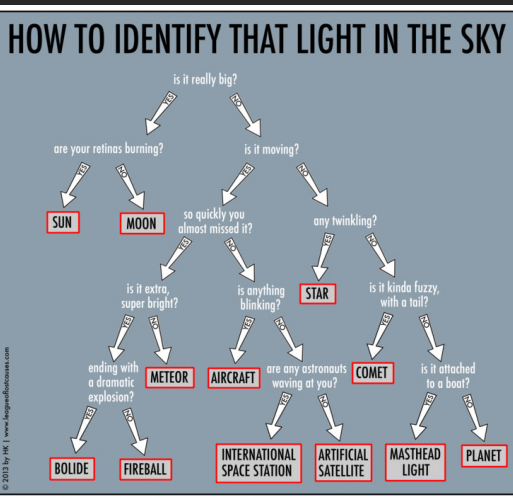 HOW TO IDENTIFY THAT LIGHT IN THE SKY
is it really big?
YES
NO
are your retinas burning?
is it moving?
YES
NO
YES
NO
SUN
MOON
so quickly you
almost missed it?
any twinkling?
YES
NO
YES
NO
is it extra,
super bright?
is anything
blinking?
STAR
is it kinda fuzzy,
with a tail?
YES
NO
YES
NO
YES
NO
ending with
a dramatic
explosion?
METEOR
AIRCRAFT
are any astronauts
waving at you?
COMET
is it attached
to a boat?
YES
NO
YES
NO
YES
NO
BOLIDE
FIREBALL
INTERNATIONAL
SPACE STATION
ARTIFICIAL
SATELLITE
MASTHEAD
LIGHT
PLANET
© 2013 by HK | www.leagueoflostcauses.com